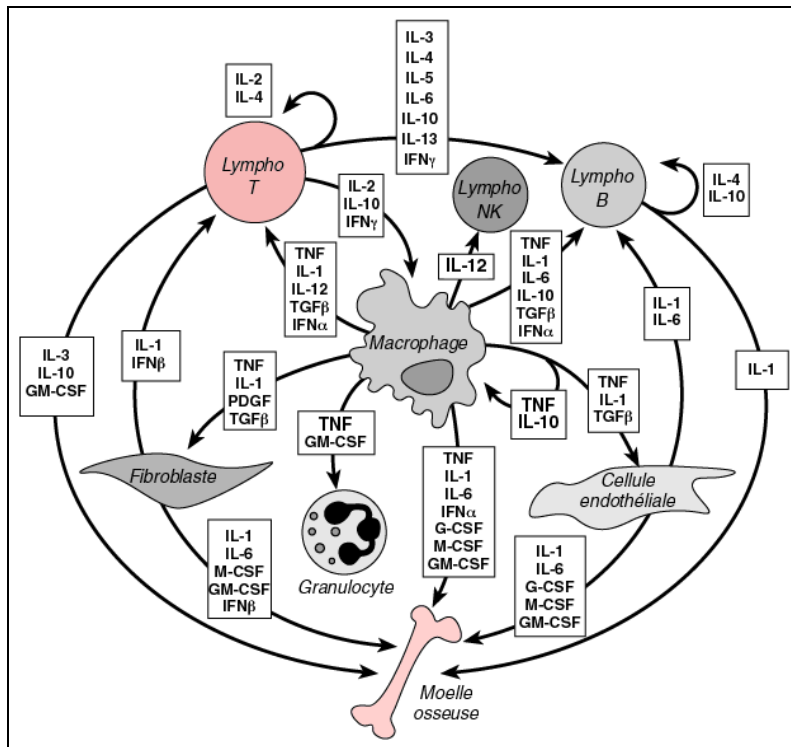 IL-3
IL-4
IL-5
IL-6
IL-10
IL-13
IFNγ
IL-2
IL-4
Lympho
T
IL-2
IL-10
IFNγ
Lympho
NK
Lympho
B
IL-4
IL-10
TNF
IL-1
IL-12
TGFβ
IFNα
IL-12
TNF
IL-1
IL-6
IL-10
TGFβ
IFNα
IL-1
IL-6
IL-3
IL-10
GM-CSF
IL-1
IFNβ
Macrophage
IL-1
TNF
IL-1
PDGF
TGFβ
TNF
GM-CSF
TNF
IL-10
TNF
IL-1
TGFβ
Fibroblaste
TNF
IL-1
IL-6
IFNα
G-CSF
M-CSF
GM-CSF
Cellule
endothéliale
IL-1
IL-6
M-CSF
GM-CSF
IFNβ
Granulocyte
IL-1
IL-6
G-CSF
M-CSF
GM-CSF
Moelle
osseuse